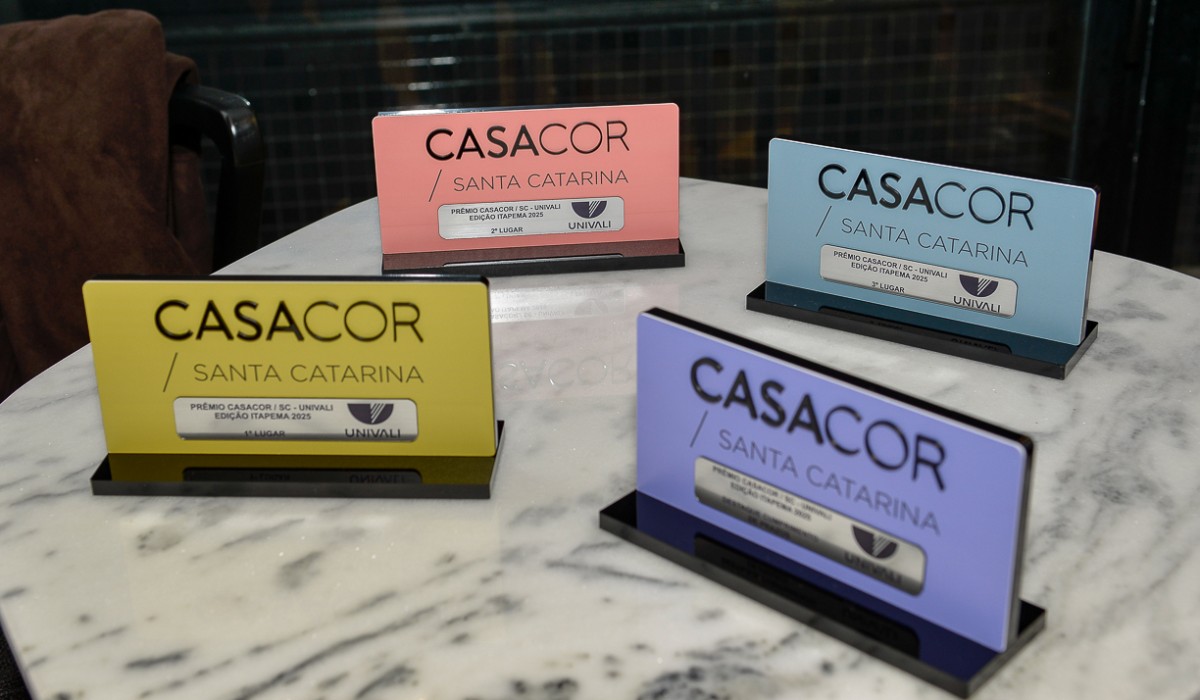 CASACOR
/ SANTA CATARINA
PRÊMIO CASACOR / SC - UNIVALI
EDIÇÃO ITAPEMA 2025
2º LUGAR
UNIVALI
CASACOR
/ SANTA CATARINA
PRÊMIO CASACOR / SC - UNIVALI
EDIÇÃO ITAPEMA 2025
3º LUGAR
UNIVALI
CASACOR
/ SANTA CATARINA
PRÊMIO CASACOR / SC - UNIVALI
EDIÇÃO ITAPEMA 2025
1º LUGAR
UNIVALI
CASACOR
/ SANTA CATARINA
PRÊMIO CASACOR / SC - UNIVALI
EDIÇÃO ITAPEMA 2025
DESTAQUE
UNIVALI